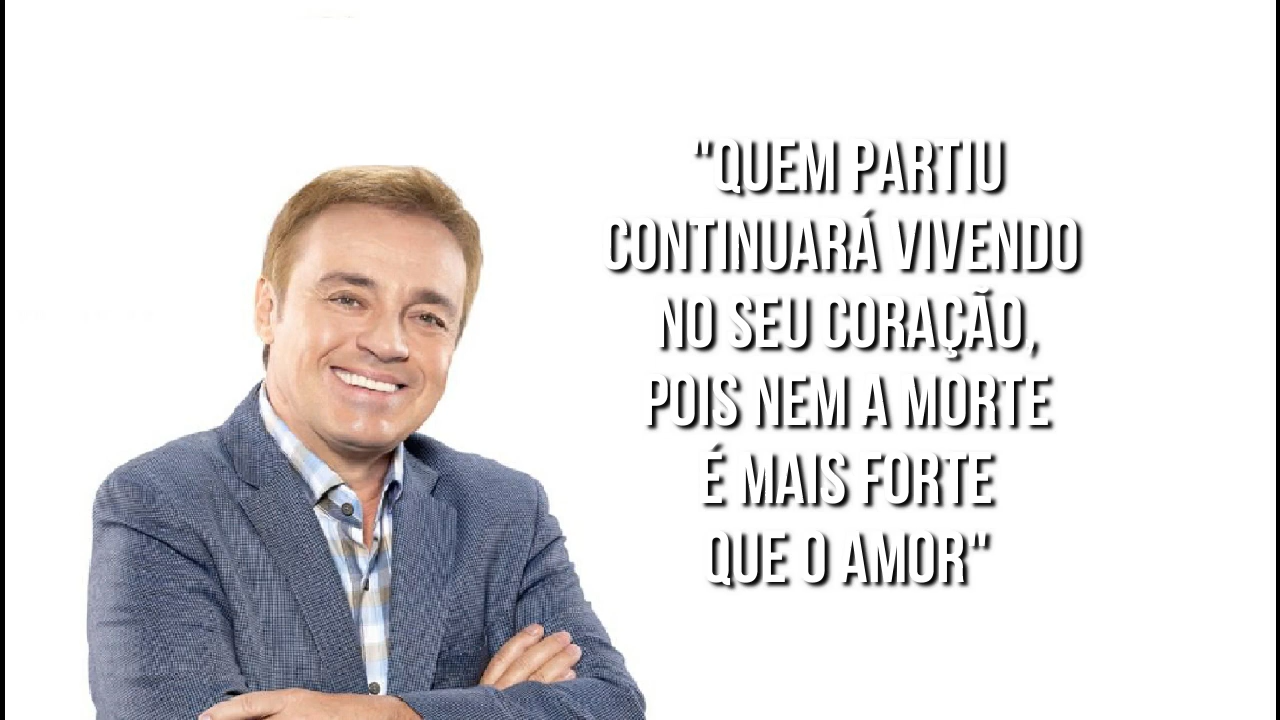 "QUEM PARTIU
CONTINUARÁ VIVENDO
NO SEU CORAÇÃO,
POIS NEM A MORTE
É MAIS FORTE
QUE O AMOR"